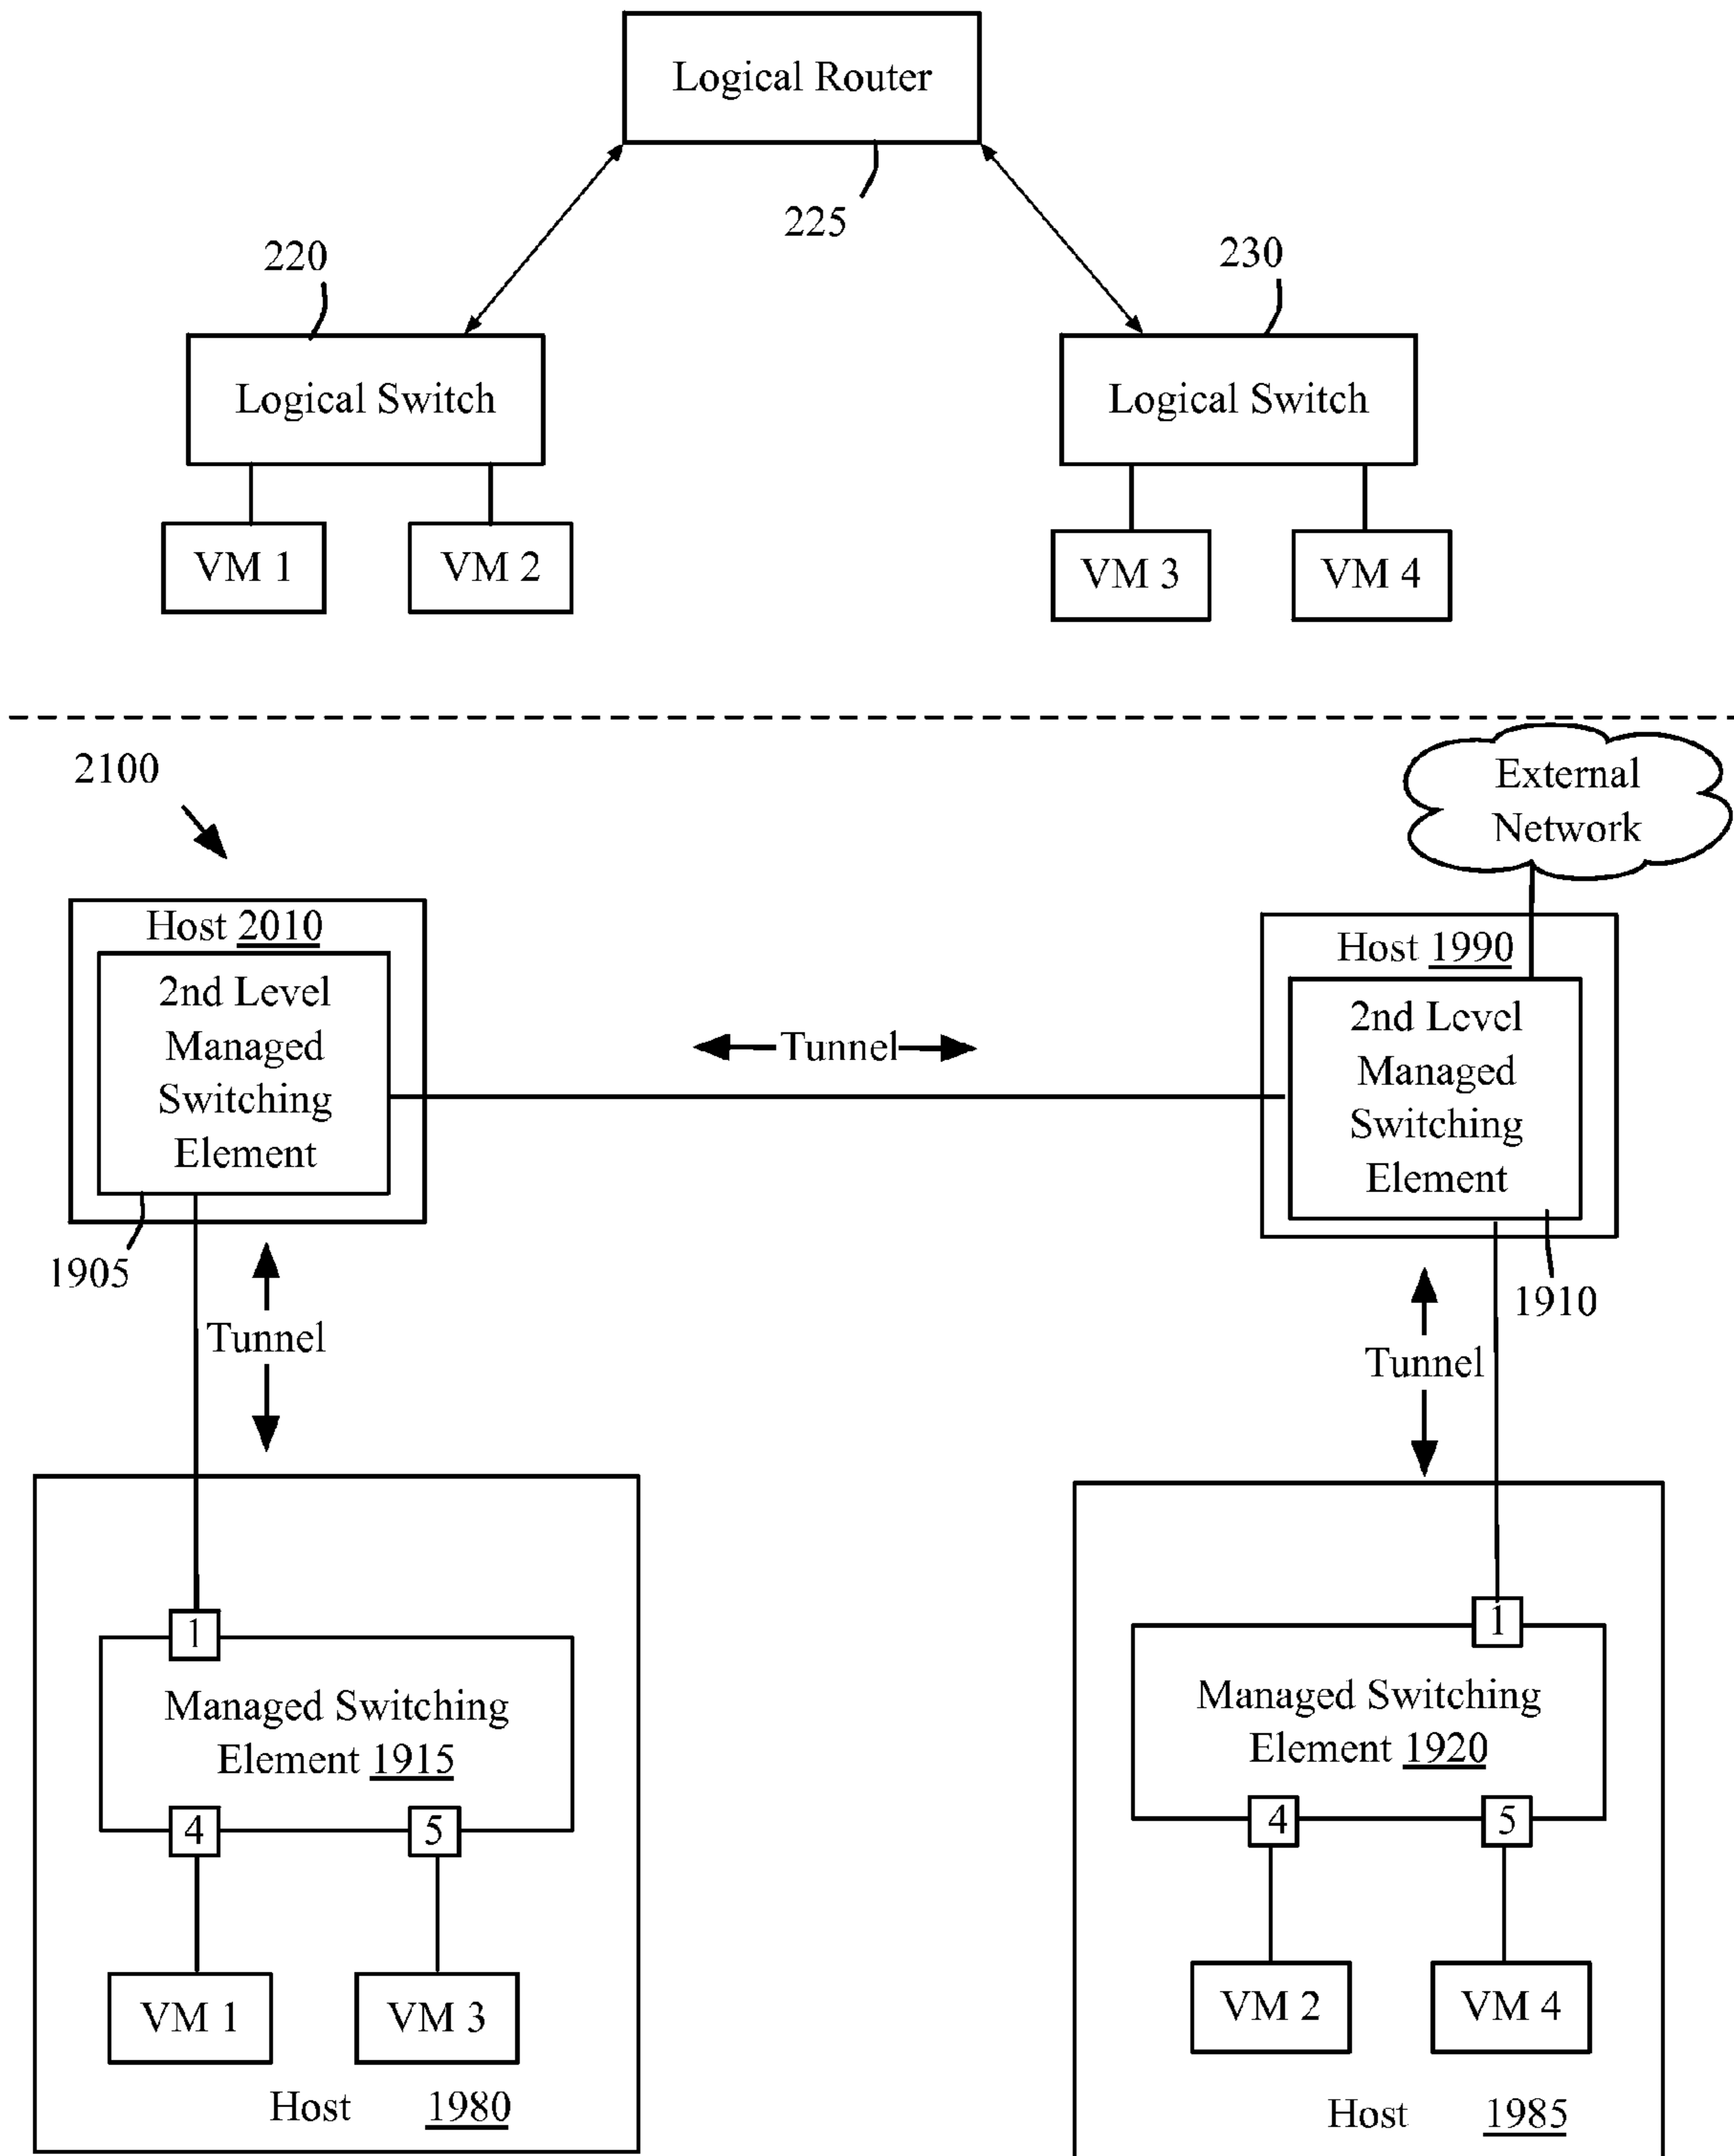 Logical Router
225
220
230
Logical Switch
Logical Switch
VM 1
VM 2
VM 3
VM 4
2100
External
Network
Host 2010
2nd Level
Managed
Switching
Element
1905
Host 1990
2nd Level
Managed
Switching
Element
1910
Tunnel
Tunnel
Tunnel
1
Managed Switching
Element 1915
4
5
VM 1
VM 3
Host 1980
1
Managed Switching
Element 1920
4
5
VM 2
VM 4
Host 1985